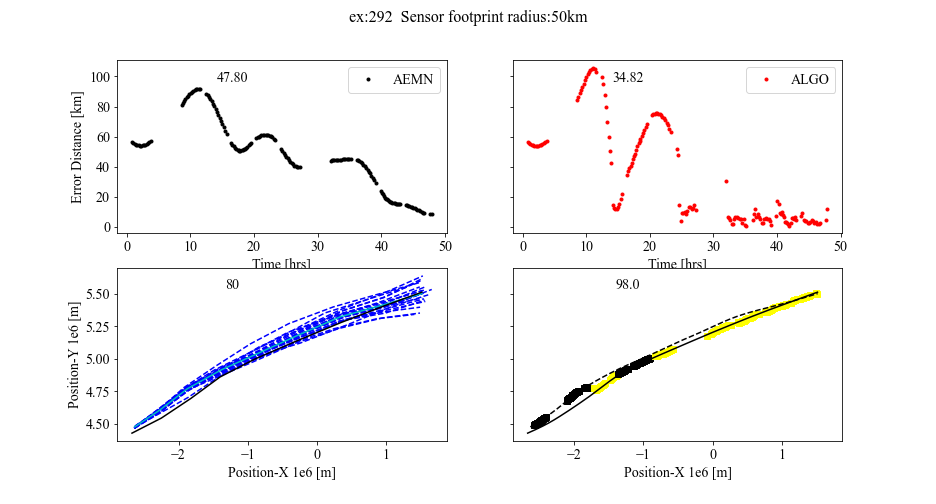 ex:292 Sensor footprint radius:50km
47.80
AEMN
34.82
ALGO
Error Distance [km]
100
80
60
40
20
0
0 10 20 30 40 50
0 10 20 30 40 50
Time [hrs]
Time [hrs]
80
98.0
Position-Y 1e6 [m]
5.50
5.25
5.00
4.75
4.50
−2 −1 0 1
−2 −1 0 1
Position-X 1e6 [m]
Position-X 1e6 [m]